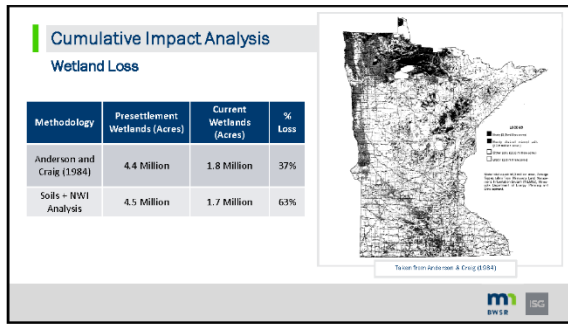 Cumulative Impact Analysis
Wetland Loss
Methodology
Presettlement
Wetlands (Acres)
Current
Wetlands
(Acres)
%
Loss
Anderson and
Craig (1984)
4.4 Million
1.8 Million
37%
Soils + NWI
Analysis
4.5 Million
1.7 Million
63%
Taken from Anderson & Craig (1984)
BWSR
ISG